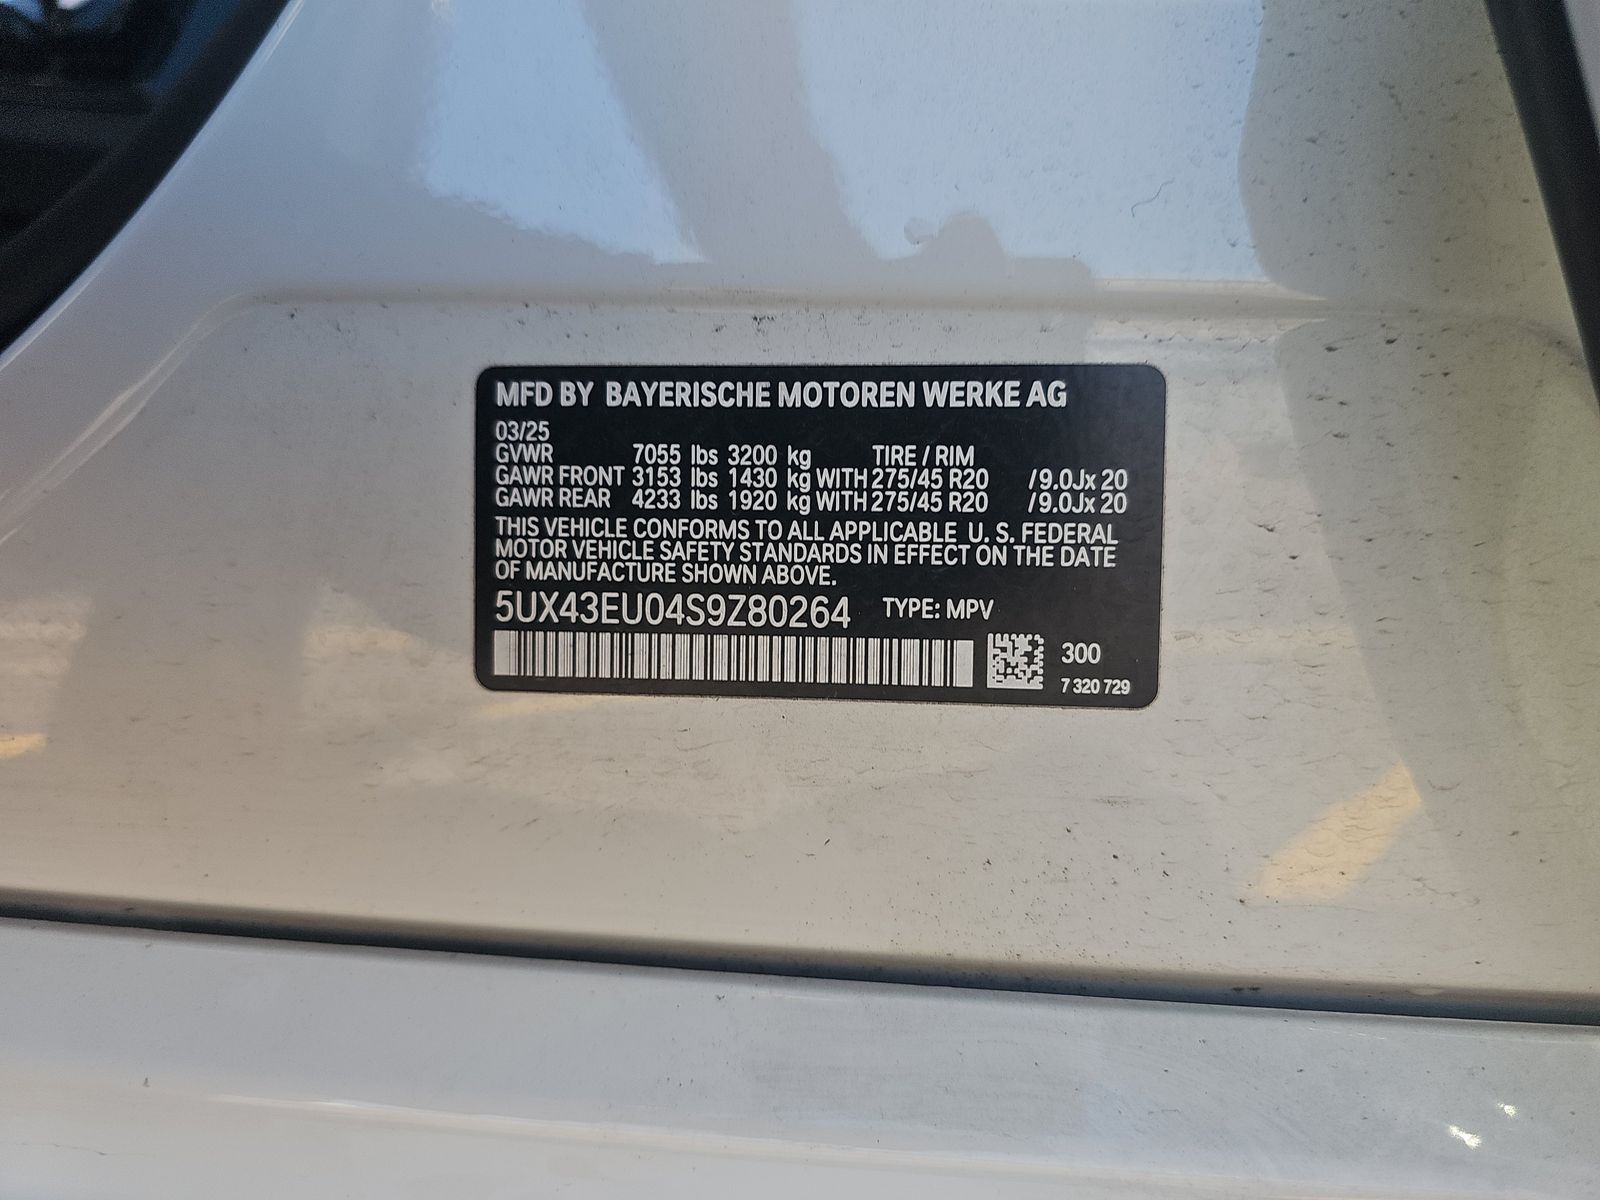 MFD BY BAYERISCHE MOTOREN WERKE AG
03/25
GVWR 7055 lbs 3200 kg TIRE / RIM
GAWR FRONT 3153 lbs 1430 kg WITH 275/45 R20 /9.0Jx 20
GAWR REAR 4233 lbs 1920 kg WITH 275/45 R20 /9.0Jx 20
THIS VEHICLE CONFORMS TO ALL APPLICABLE U. S. FEDERAL
MOTOR VEHICLE SAFETY STANDARDS IN EFFECT ON THE DATE
OF MANUFACTURE SHOWN ABOVE.
5UX43EU04S9Z80264 TYPE: MPV
300
7 320 729